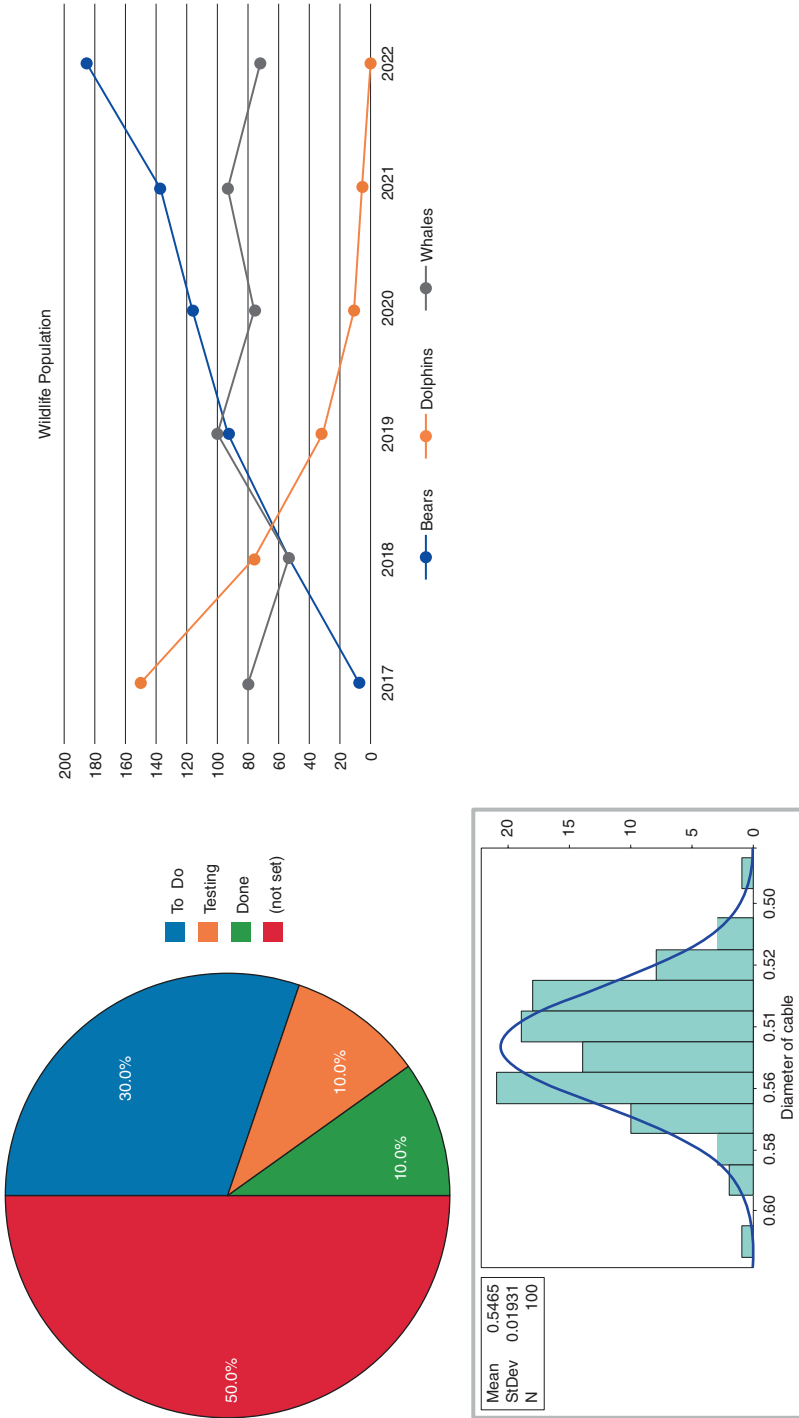 30.0%
50.0%
10.0%
10.0%
To Do
Testing
Done
(not set)
Wildlife Population
200
180
160
140
120
100
80
60
40
20
0
2017 2018 2019 2020 2021 2022
Bears Dolphins Whales
Mean 0.5465
StDev 0.01931
N 100
20
15
10
5
0
0.60 0.58 0.56 0.51 0.52 0.50
Diameter of cable